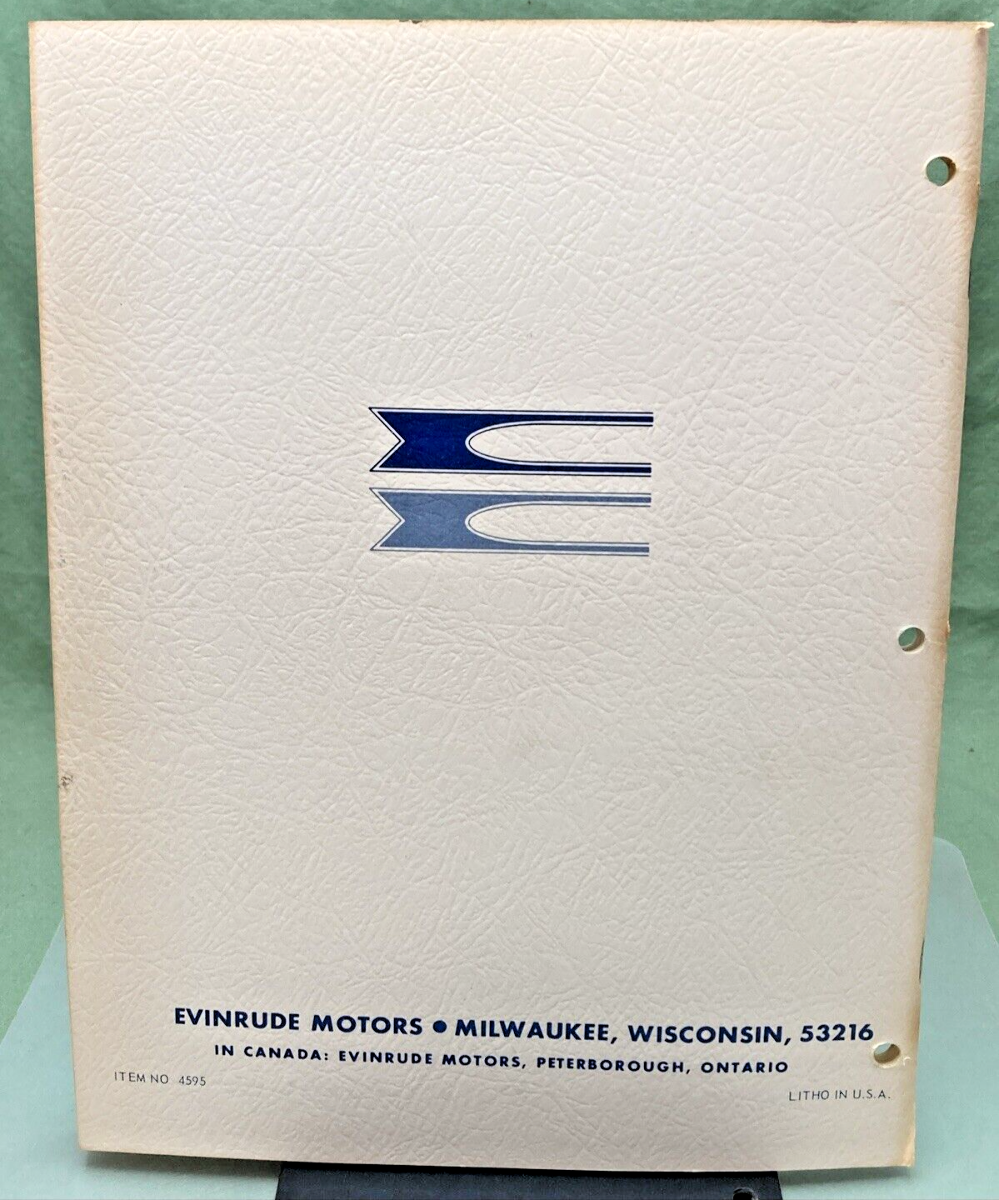 EVINRUDE MOTORS ● MILWAUKEE, WISCONSIN, 53216
IN CANADA: EVINRUDE MOTORS, PETERBOROUGH, ONTARIO
ITEM NO 4595
LITHO IN U.S.A.